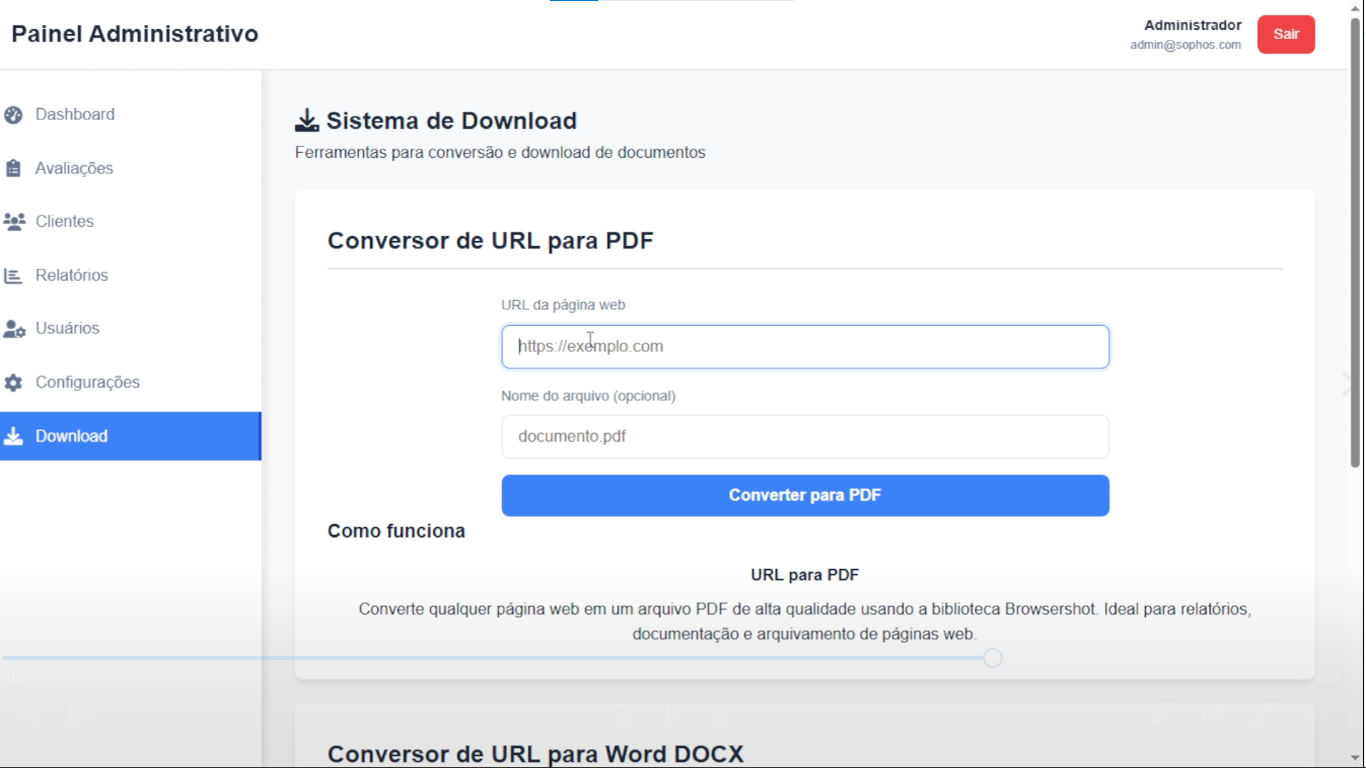 Painel Administrativo
Administrador
admin@sophos.com
Sair
Dashboard
Avaliações
Clientes
Relatórios
Usuários
Configurações
Download
Sistema de Download
Ferramentas para conversão e download de documentos
Conversor de URL para PDF
URL da página web
https://exemplo.com
Nome do arquivo (opcional)
documento.pdf
Converter para PDF
Como funciona
URL para PDF
Converte qualquer página web em um arquivo PDF de alta qualidade usando a biblioteca Browsershot. Ideal para relatórios,
documentação e arquivamento de páginas web.
Conversor de URL para Word DOCX